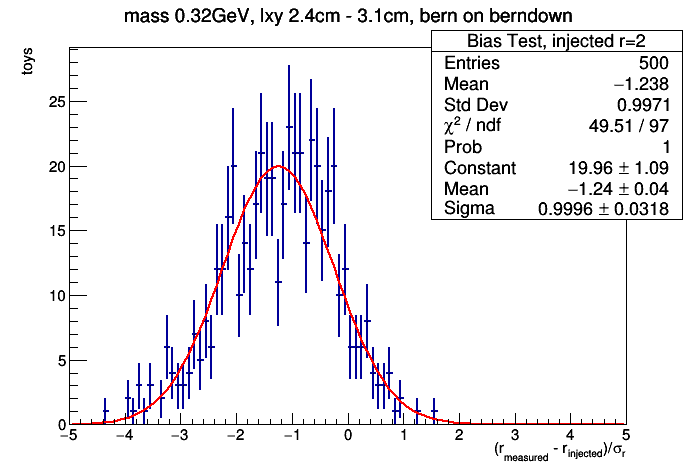 mass 0.32GeV, lxy 2.4cm - 3.1cm, bern on berndown
Bias Test, injected r=2
Entries 500
Mean −1.238
Std Dev 0.9971
χ² / ndf 49.51 / 97
Prob 1
Constant 19.96 ± 1.09
Mean −1.24 ± 0.04
Sigma 0.9996 ± 0.0318
toys
25
20
15
10
5
0
−5 −4 −3 −2 −1 0 1 2 3 4 5
(r_measured - r_injected)/σ_r